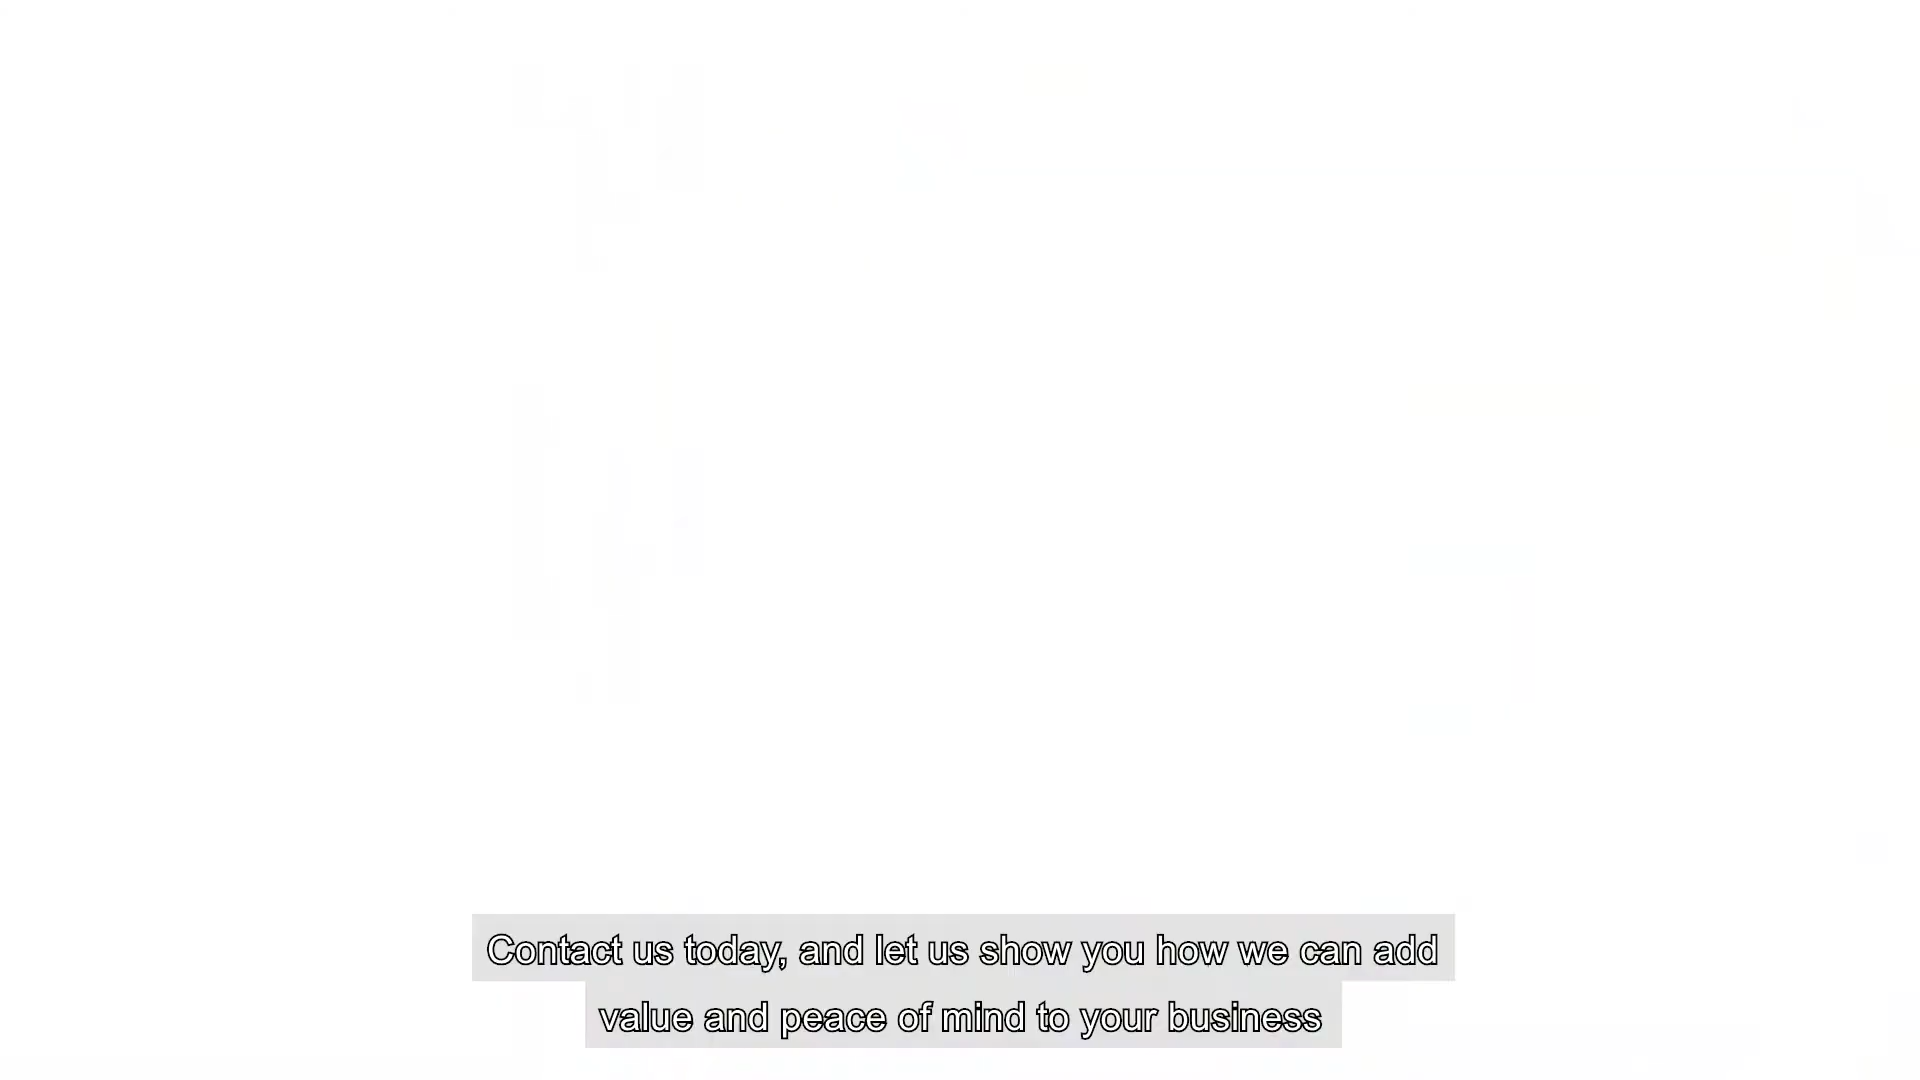 Contact us today, and let us show you how we can add
value and peace of mind to your business